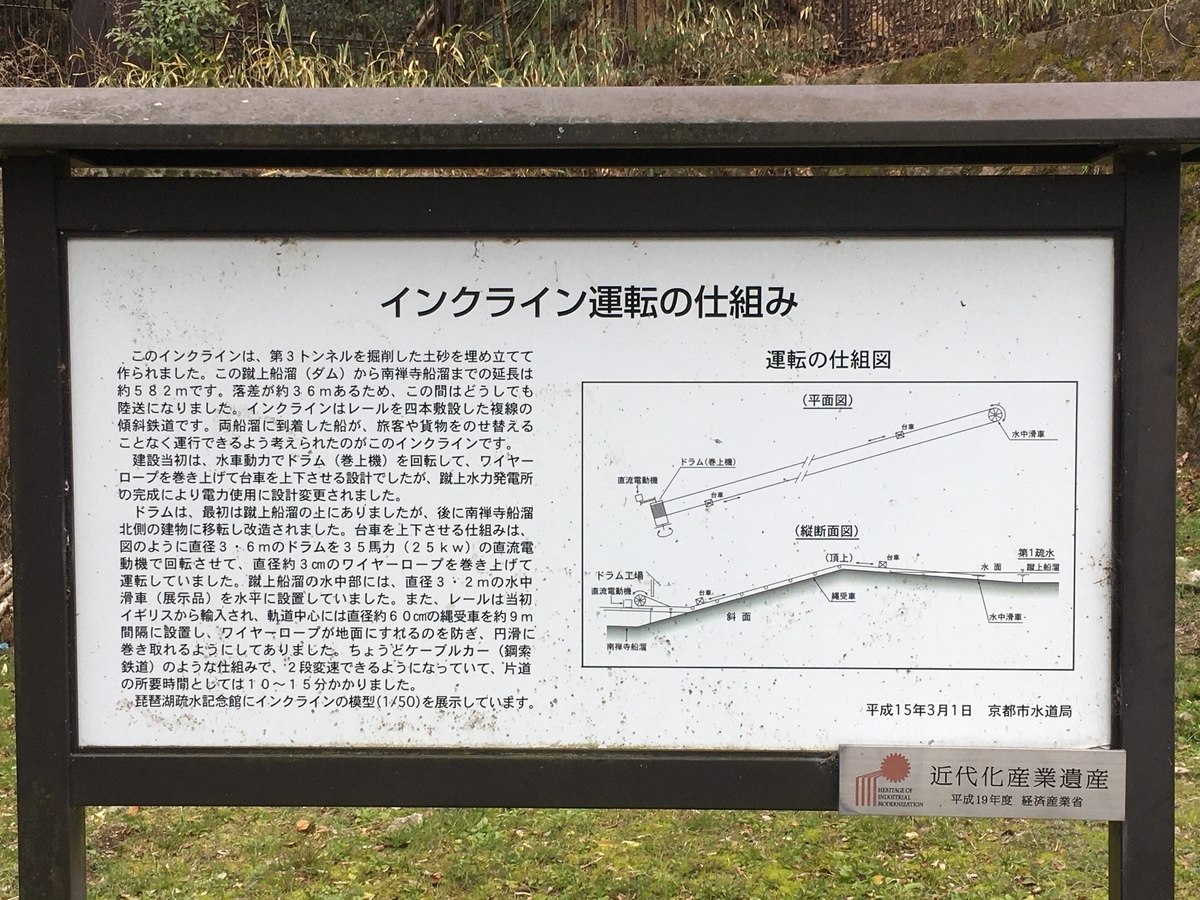 インクライン運転の仕組み
このインクラインは、第3トンネルを掘削した土砂を埋め立てて
作られました。この蹴上船溜（ダム）から南禅寺船溜までの延長は
約５８２ｍです。落差が約３６ｍあるため、この間はどうしても
陸送になりました。インクラインはレールを四本敷設した複線の
傾斜鉄道です。両船溜に到着した船が、旅客や貨物をのせ替える
ことなく運行できるよう考えられたのがこのインクラインです。
建設当初は、水車動力でドラム（巻上機）を回転して、ワイヤー
ロープを巻き上げて台車を上下させる設計でしたが、蹴上水力発電所
の完成により電力使用に設計変更されました。
ドラムは、最初は蹴上船溜の上にありましたが、後に南禅寺船溜
北側の建物に移転し改造されました。台車を上下させる仕組みは、
図のように直径３・６ｍのドラムを３５馬力（２５ｋｗ）の直流電
動機で回転させて、直径約３㎝のワイヤーロープを巻き上げて
運転していました。蹴上船溜の水中部には、直径３・２ｍの水中
滑車（展示品）を水平に設置していました。また、レールは当初
イギリスから輸入され、軌道中心には直径約６０㎝の縄受車を約９ｍ
間隔に設置し、ワイヤーロープが地面にすれるのを防ぎ、円滑に
巻き取れるようにしてありました。ちょうどケーブルカー（鋼索
鉄道）のような仕組みで、２段変速できるようになっていて、片道
の所要時間としては１０～１５分かかりました。
琵琶湖疏水記念館にインクラインの模型(1/50)を展示しています。
運転の仕組図
（平面図）
台車
水中滑車
ドラム（巻上機）
直流電動機
台車
（縦断面図）
（頂上）
台車
水 面
第1疏水
蹴上船溜
ドラム工場
直流電動機
台車
縄受車
斜 面
水中滑車
南禅寺船溜
平成15年3月1日　京都市水道局
HERITAGE OF
INDUSTRIAL
MODERNIZATION
近代化産業遺産
平成19年度 経済産業省